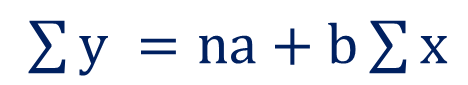 ∑ y = na + b ∑ x